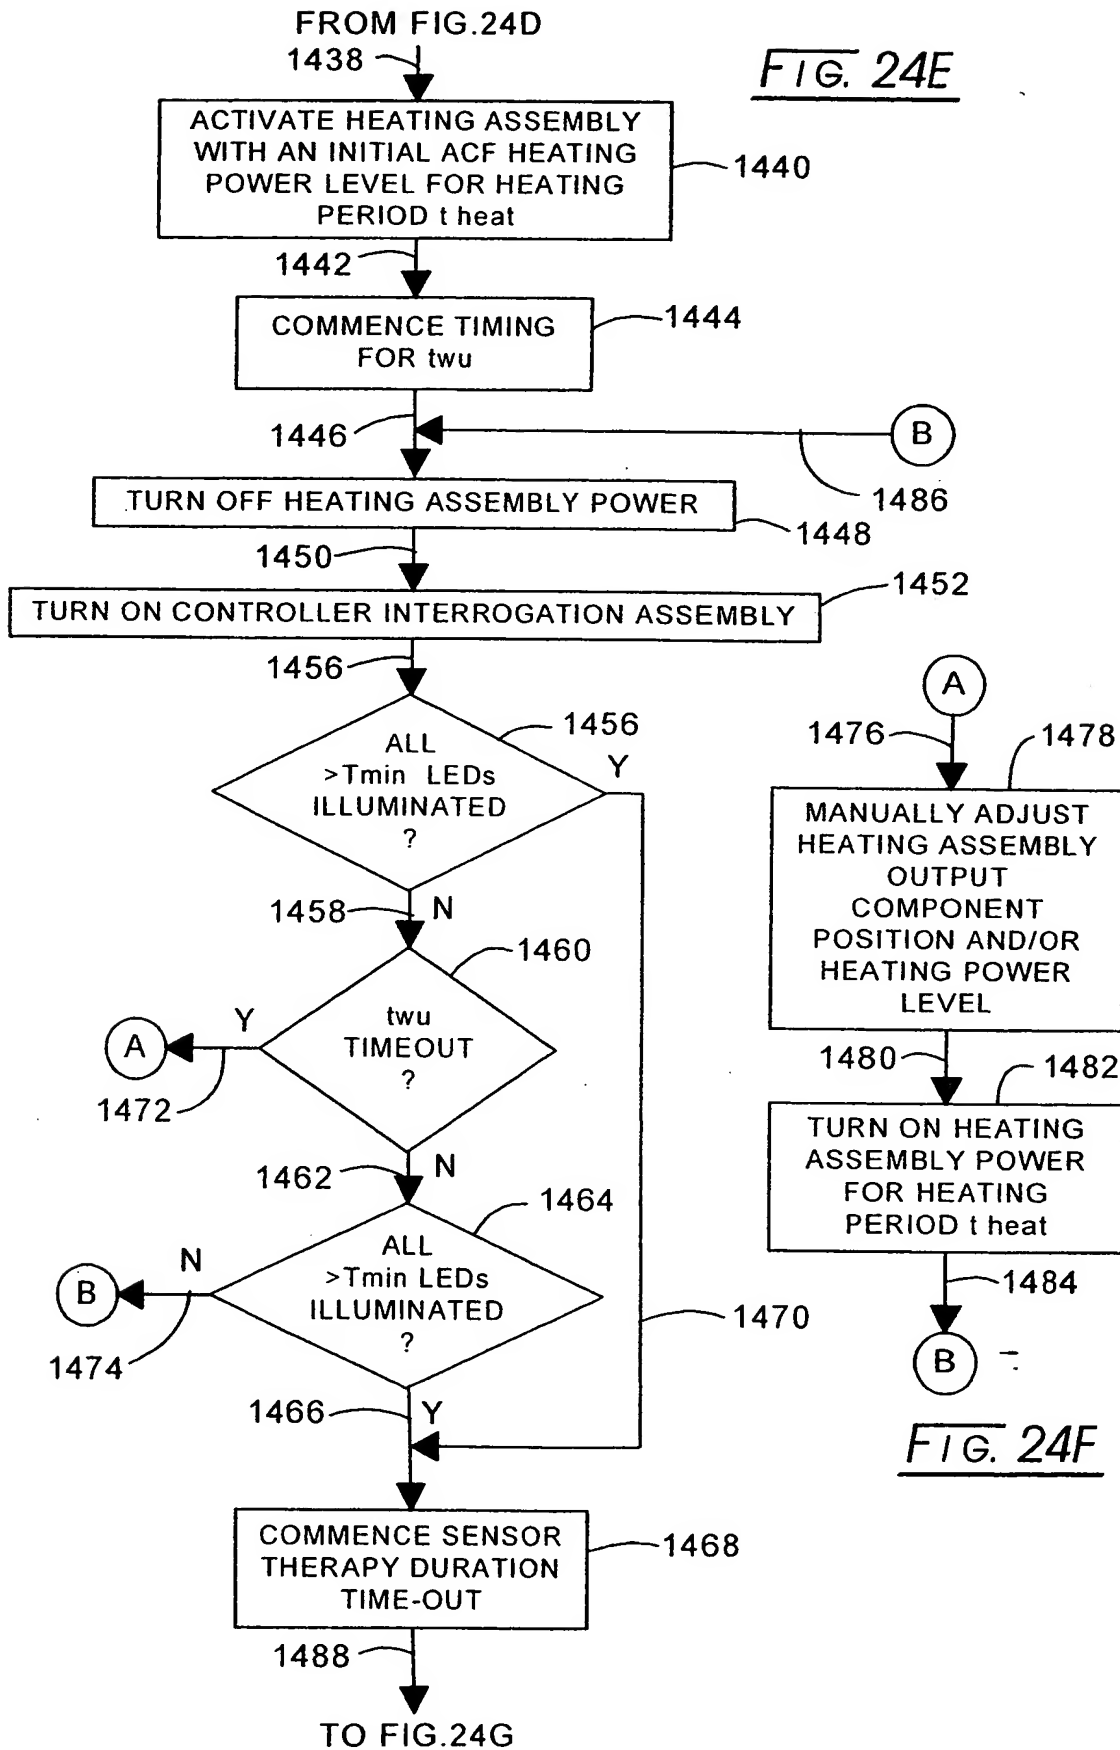 FROM FIG.24D
1438
FIG. 24E
ACTIVATE HEATING ASSEMBLY
WITH AN INITIAL ACF HEATING
POWER LEVEL FOR HEATING
PERIOD t heat
1440
1442
COMMENCE TIMING
FOR twu
1444
1446
B
1486
TURN OFF HEATING ASSEMBLY POWER
1448
1450
1452
TURN ON CONTROLLER INTERROGATION ASSEMBLY
1456
1456
ALL
>Tmin LEDs
ILLUMINATED
?
Y
1458
N
1460
twu
TIMEOUT
?
Y
A
1472
1462
N
1464
ALL
>Tmin LEDs
ILLUMINATED
?
N
B
1474
1470
1466
Y
COMMENCE SENSOR
THERAPY DURATION
TIME-OUT
1468
1488
TO FIG.24G
A
1476
1478
MANUALLY ADJUST
HEATING ASSEMBLY
OUTPUT
COMPONENT
POSITION AND/OR
HEATING POWER
LEVEL
1480
1482
TURN ON HEATING
ASSEMBLY POWER
FOR HEATING
PERIOD t heat
1484
B
FIG. 24F